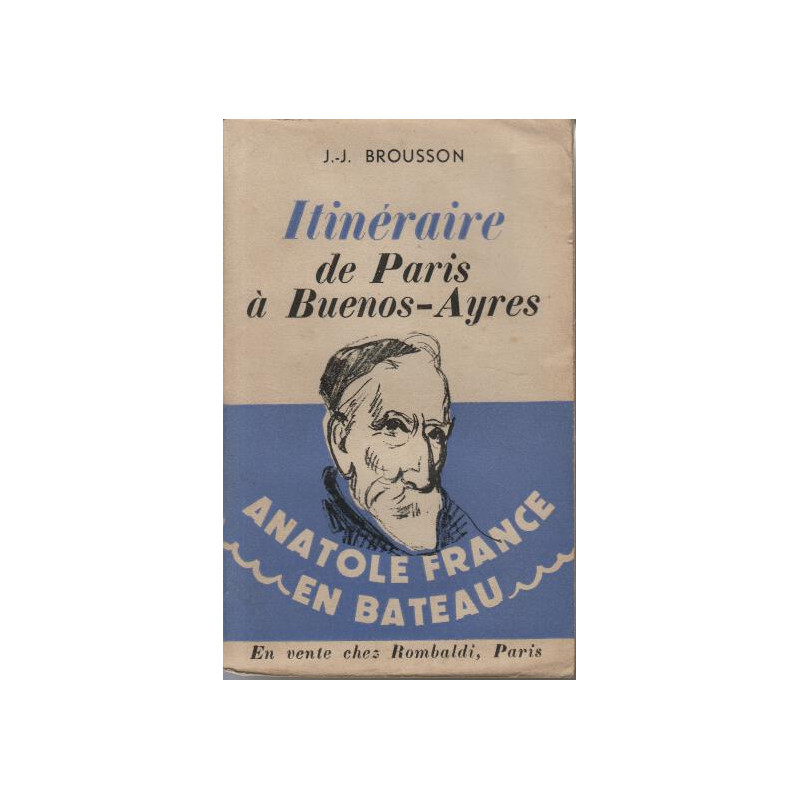 J.-J. BROUSSON
Itinéraire
de Paris
à Buenos-Ayres
ANATOLE FRANCE
EN BATEAU
En vente chez Rombaldi, Paris